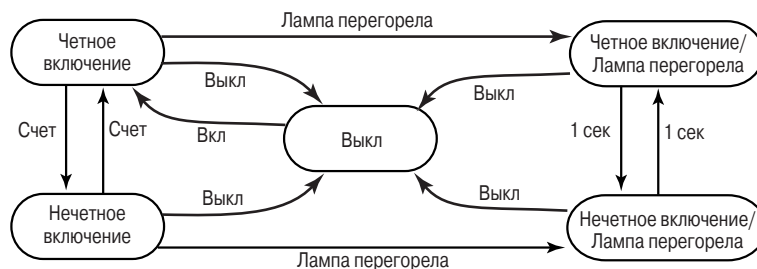 Лампа перегорела
Четное
включение
Четное включение/
Лампа перегорела
Выкл
Выкл
Счет
Счет
Вкл
Выкл
1 сек
1 сек
Выкл
Выкл
Нечетное
включение
Нечетное включение/
Лампа перегорела
Лампа перегорела